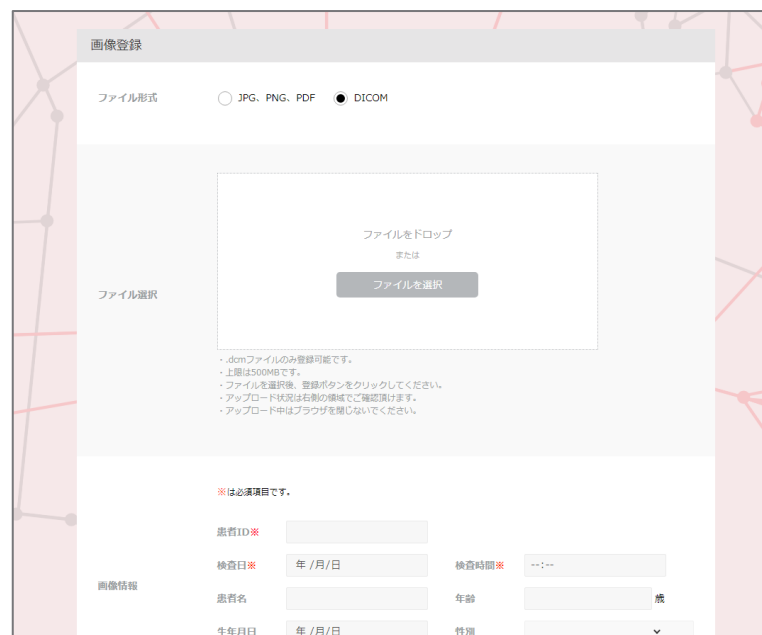 画像登録
ファイル形式 JPG、PNG、PDF DICOM
ファイルをドロップ
または
ファイルを選択
ファイル選択
・.dcmファイルのみ登録可能です。
・上限は500MBです。
・ファイルを選択後、登録ボタンをクリックしてください。
・アップロード状況は右側の領域でご確認頂けます。
・アップロード中はブラウザを閉じないでください。
※は必須項目です。
患者ID※
検査日※ 年 /月/日 検査時間※ --:--
画像情報
患者名 年齢 歳
生年月日 年 /月/日 性別